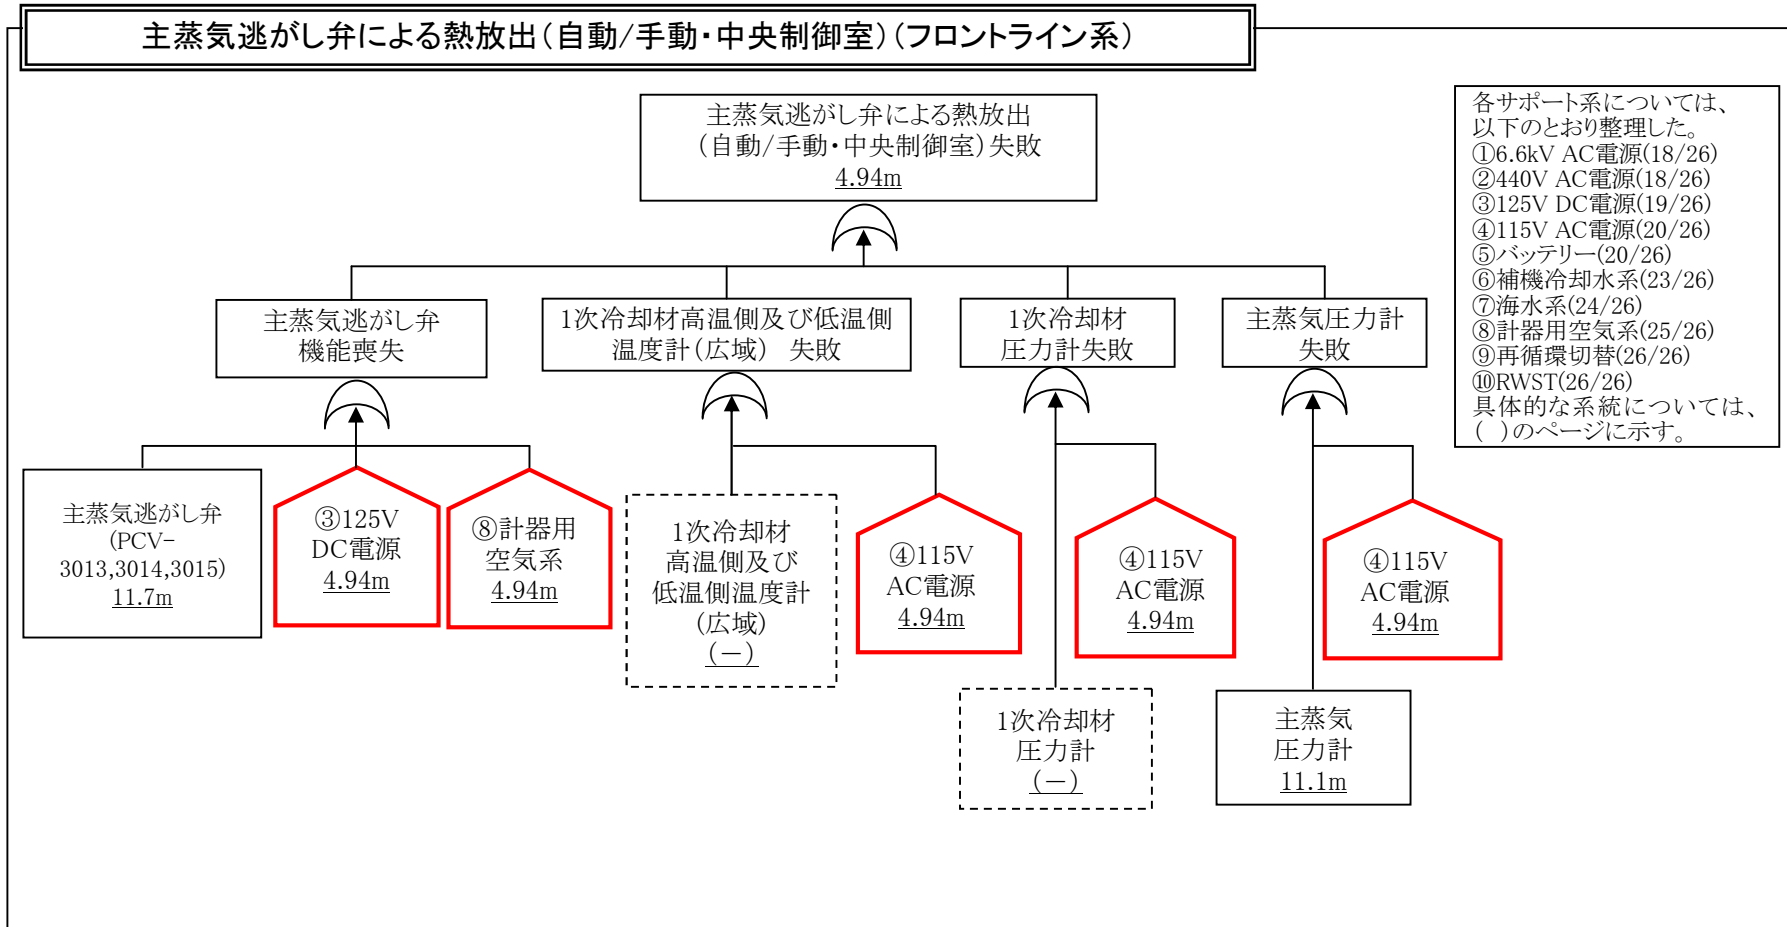 主蒸気逃がし弁による熱放出(自動/手動・中央制御室)(フロントライン系)
主蒸気逃がし弁による熱放出
(自動/手動・中央制御室)失敗
4.94m
各サポート系については、
以下のとおり整理した。
①6.6kV AC電源(18/26)
②440V AC電源(18/26)
③125V DC電源(19/26)
④115V AC電源(20/26)
⑤バッテリー(20/26)
⑥補機冷却水系(23/26)
⑦海水系(24/26)
⑧計器用空気系(25/26)
⑨再循環切替(26/26)
⑩RWST(26/26)
具体的な系統については、
( )のページに示す。
主蒸気逃がし弁
機能喪失
1次冷却材高温側及び低温側
温度計(広域) 失敗
1次冷却材
圧力計失敗
主蒸気圧力計
失敗
主蒸気逃がし弁
(PCV-
3013,3014,3015)
11.7m
③125V
DC電源
4.94m
⑧計器用
空気系
4.94m
1次冷却材
高温側及び
低温側温度計
(広域)
(-)
④115V
AC電源
4.94m
④115V
AC電源
4.94m
④115V
AC電源
4.94m
1次冷却材
圧力計
(-)
主蒸気
圧力計
11.1m